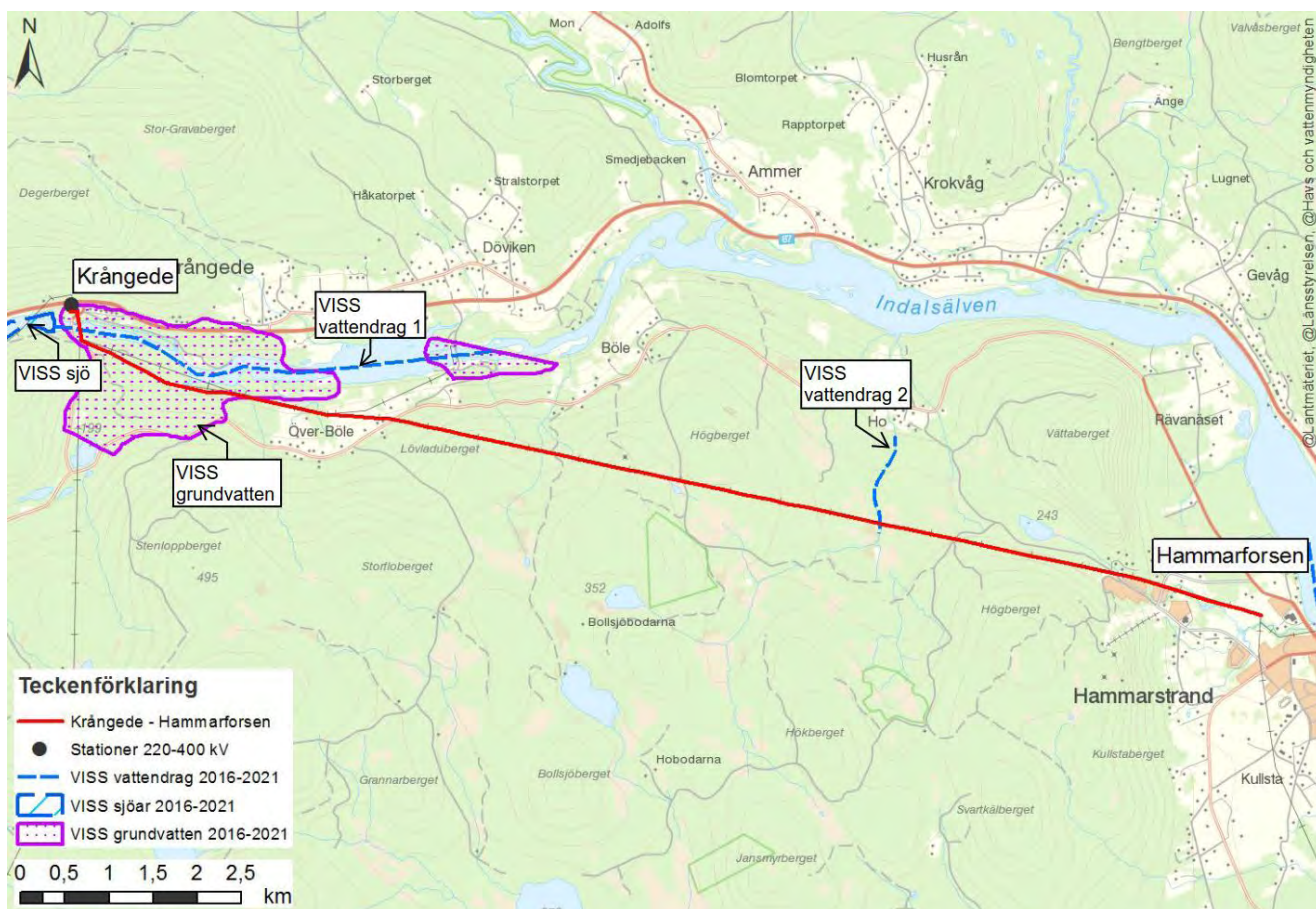 N
Mon
Adolfs
Bengtberget
Valvåsberget
Husrån
Storberget
Blomtorpet
Änge
Stor-Gravaberget
Rapptorpet
Smedjebacken
Ammer
Lugnet
Degerberget
Stralstorpet
Krokvåg
Håkatorpet
Döviken
87
Krångede
rångede
Gevåg
Indalsälven
VISS
vattendrag 1
Böle
VISS sjö
VISS
vattendrag 2
Ho
Rävanäset
199
Över-Böle
Högberget
Vättaberget
Lövladuberget
VISS
grundvatten
243
Stenloppberget
Hammarforsen
495
Storfloberget
352
Högberget
Bollsjöbodarna
Teckenförklaring
Krångede - Hammarforsen
Stationer 220-400 kV
VISS vattendrag 2016-2021
VISS sjöar 2016-2021
VISS grundvatten 2016-2021
0 0,5 1 1,5 2 2,5
km
Hammarstrand
Hökberget
Kullstaberget
Hobodarna
Grannarberget
Bollsjöberget
Kullsta
Svartkälberget
Jansmyrberget
@Lantmäteriet, @Länsstyrelsen, @Havs och vattenmyndigheten